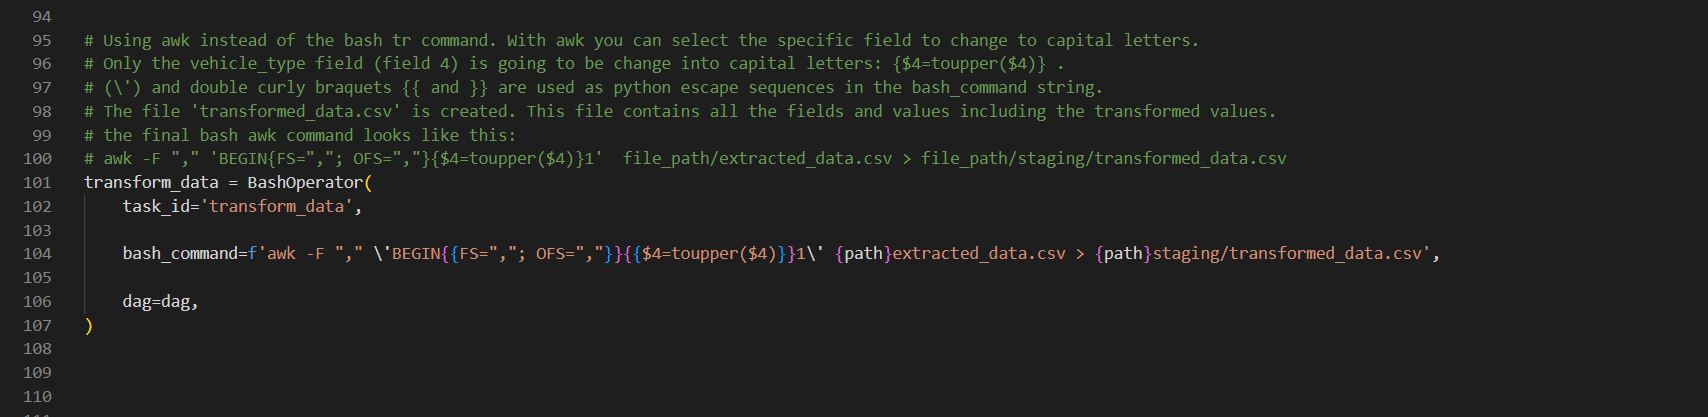 94
95 # Using awk instead of the bash tr command. With awk you can select the specific field to change to capital letters.
96 # Only the vehicle_type field (field 4) is going to be change into capital letters: {$4=toupper($4)} .
97 # (\') and double curly braquets {{ and }} are used as python escape sequences in the bash_command string.
98 # The file 'transformed_data.csv' is created. This file contains all the fields and values including the transformed values.
99 # the final bash awk command looks like this:
100 # awk -F "," 'BEGIN{FS=","; OFS=","}{$4=toupper($4)}1'  file_path/extracted_data.csv > file_path/staging/transformed_data.csv
101 transform_data = BashOperator(
102     task_id='transform_data',
103
104     bash_command=f'awk -F "," \'BEGIN{{FS=","; OFS=","}}{{$4=toupper($4)}}1\' {path}extracted_data.csv > {path}staging/transformed_data.csv',
105
106     dag=dag,
107 )
108
109
110